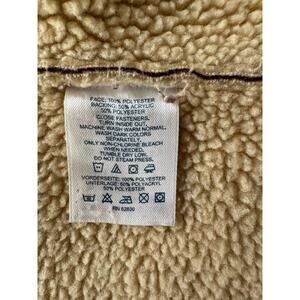 FACE: 100% POLYESTER
BACKING: 50% ACRYLIC
50% POLYESTER
CLOSE FASTENERS,
TURN INSIDE OUT,
MACHINE WASH WARM NORMAL,
WASH DARK COLORS
SEPARATELY,
ONLY NON-CHLORINE BLEACH
WHEN NEEDED,
TUMBLE DRY LOW,
DO NOT STEAM PRESS,
VORDERSEITE: 100% POLYESTER
UNTERLAGE: 50% POLYACRYL
50% POLYESTER
RN 62830